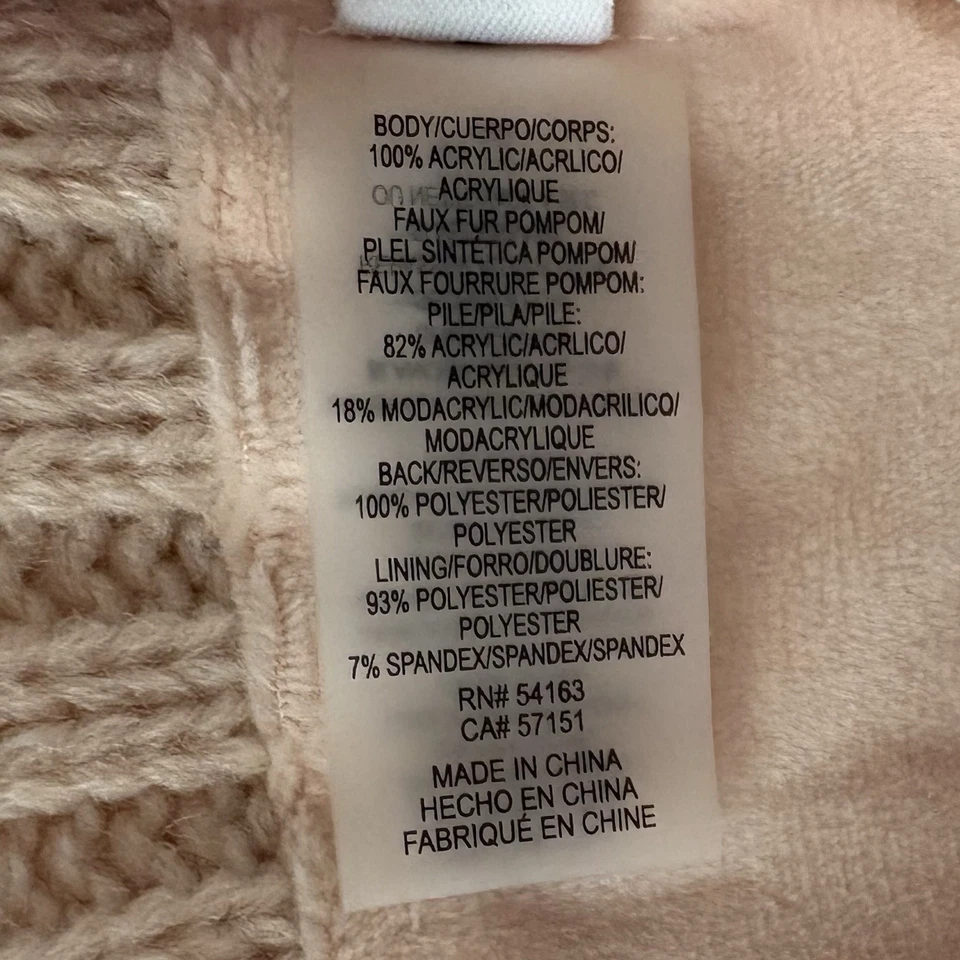 BODY/CUERPO/CORPS:
100% ACRYLIC/ACRLICO/
ACRYLIQUE
FAUX FUR POMPOM/
PLEL SINTÉTICA POMPOM/
FAUX FOURRURE POMPOM:
PILE/PILA/PILE:
82% ACRYLIC/ACRLICO/
ACRYLIQUE
18% MODACRYLIC/MODACRILICO/
MODACRYLIQUE
BACK/REVERSO/ENVERS:
100% POLYESTER/POLIESTER/
POLYESTER
LINING/FORRO/DOUBLURE:
93% POLYESTER/POLIESTER/
POLYESTER
7% SPANDEX/SPANDEX/SPANDEX
RN# 54163
CA# 57151
MADE IN CHINA
HECHO EN CHINA
FABRIQUÉ EN CHINE